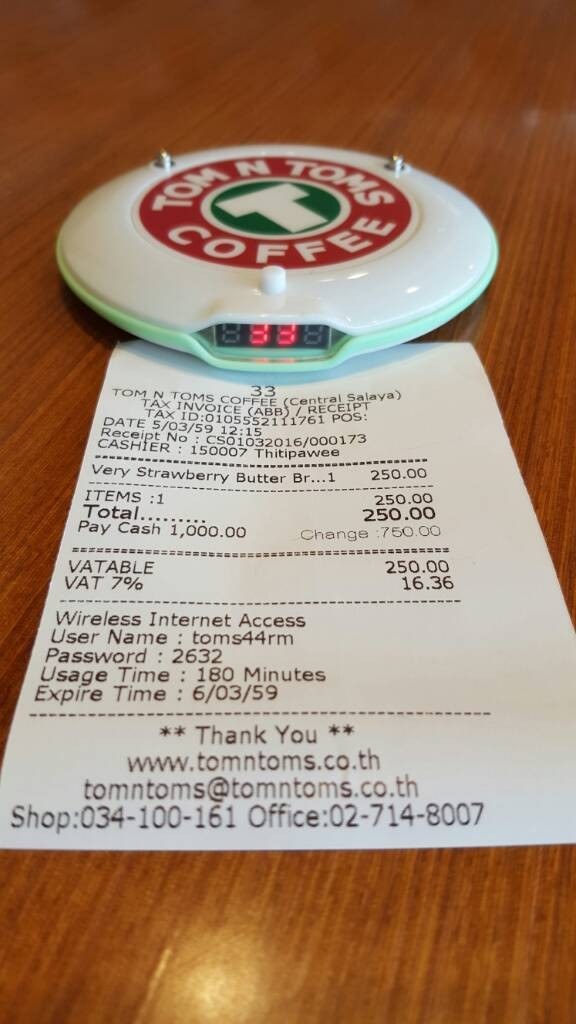 TOM N TOMS
T
COFFEE
33
33
TOM N TOMS COFFEE (Central Salaya)
TAX INVOICE (ABB) / RECEIPT
TAX ID:0105552111761 POS:
DATE 5/03/59 12:15
Receipt No : CS01032016/000173
CASHIER : 150007 Thitipawee
Very Strawberry Butter Br...1 250.00
ITEMS :1 250.00
Total......... 250.00
Pay Cash 1,000.00 Change :750.00
VATABLE 250.00
VAT 7% 16.36
Wireless Internet Access
User Name : toms44rm
Password : 2632
Usage Time : 180 Minutes
Expire Time : 6/03/59
** Thank You **
www.tomntoms.co.th
tomntoms@tomntoms.co.th
Shop:034-100-161 Office:02-714-8007